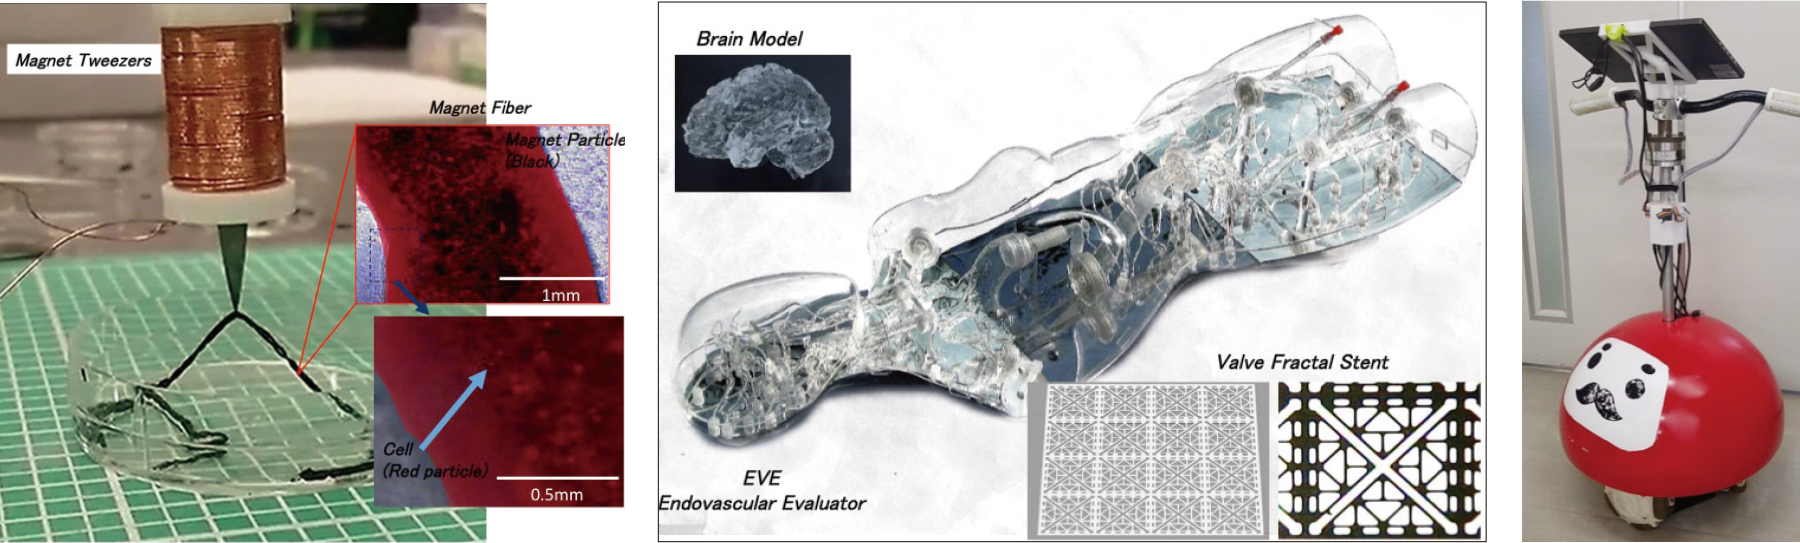 Magnet Tweezers
Magnet Fiber
Magnet Particle
(Black)
1mm
Cell
(Red particle)
0.5mm
Brain Model
Valve Fractal Stent
EVE
Endovascular Evaluator